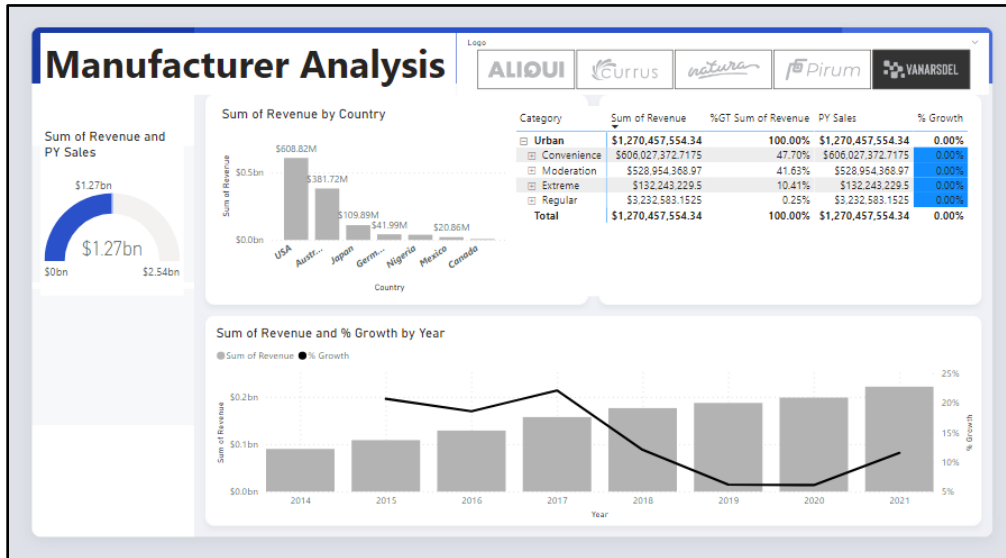 Manufacturer Analysis
Logo
ALIQUI
currus
natura
Pirum
VANARSDEL
Sum of Revenue and
PY Sales
$1.27bn
$1.27bn
$0bn
$2.54bn
Sum of Revenue by Country
$608.82M
$381.72M
$109.89M
$41.99M
$20.86M
Sum of Revenue
$0.5bn
$0.0bn
USA
Austr...
Japan
Germ...
Nigeria
Mexico
Canada
Country
Category Sum of Revenue %GT Sum of Revenue PY Sales % Growth
Urban $1,270,457,554.34 100.00% $1,270,457,554.34 0.00%
Convenience $606,027,372.7175 47.70% $606,027,372.7175 0.00%
Moderation $528,954,368.97 41.63% $528,954,368.97 0.00%
Extreme $132,243,229.5 10.41% $132,243,229.5 0.00%
Regular $3,232,583.1525 0.25% $3,232,583.1525 0.00%
Total $1,270,457,554.34 100.00% $1,270,457,554.34 0.00%
Sum of Revenue and % Growth by Year
Sum of Revenue % Growth
Sum of Revenue
$0.2bn
$0.1bn
$0.0bn
25%
20%
15%
10%
5%
% Growth
2014 2015 2016 2017 2018 2019 2020 2021
Year